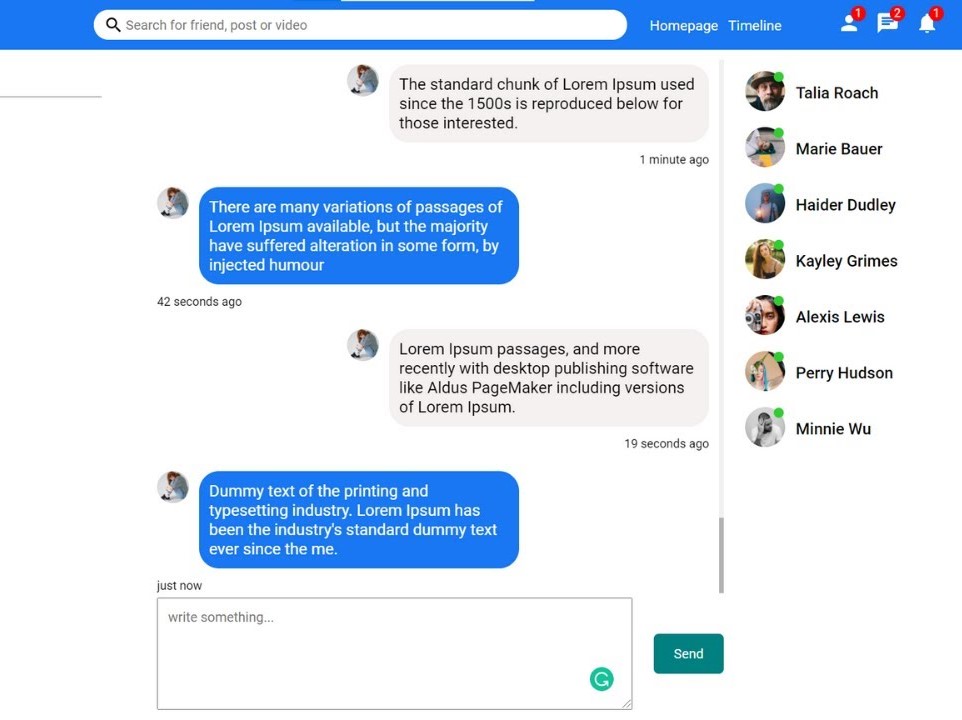 Search for friend, post or video
Homepage Timeline
1
2
1
The standard chunk of Lorem Ipsum used
since the 1500s is reproduced below for
those interested.
1 minute ago
There are many variations of passages of
Lorem Ipsum available, but the majority
have suffered alteration in some form, by
injected humour
42 seconds ago
Lorem Ipsum passages, and more
recently with desktop publishing software
like Aldus PageMaker including versions
of Lorem Ipsum.
19 seconds ago
Dummy text of the printing and
typesetting industry. Lorem Ipsum has
been the industry's standard dummy text
ever since the me.
just now
write something...
Send
Talia Roach
Marie Bauer
Haider Dudley
Kayley Grimes
Alexis Lewis
Perry Hudson
Minnie Wu